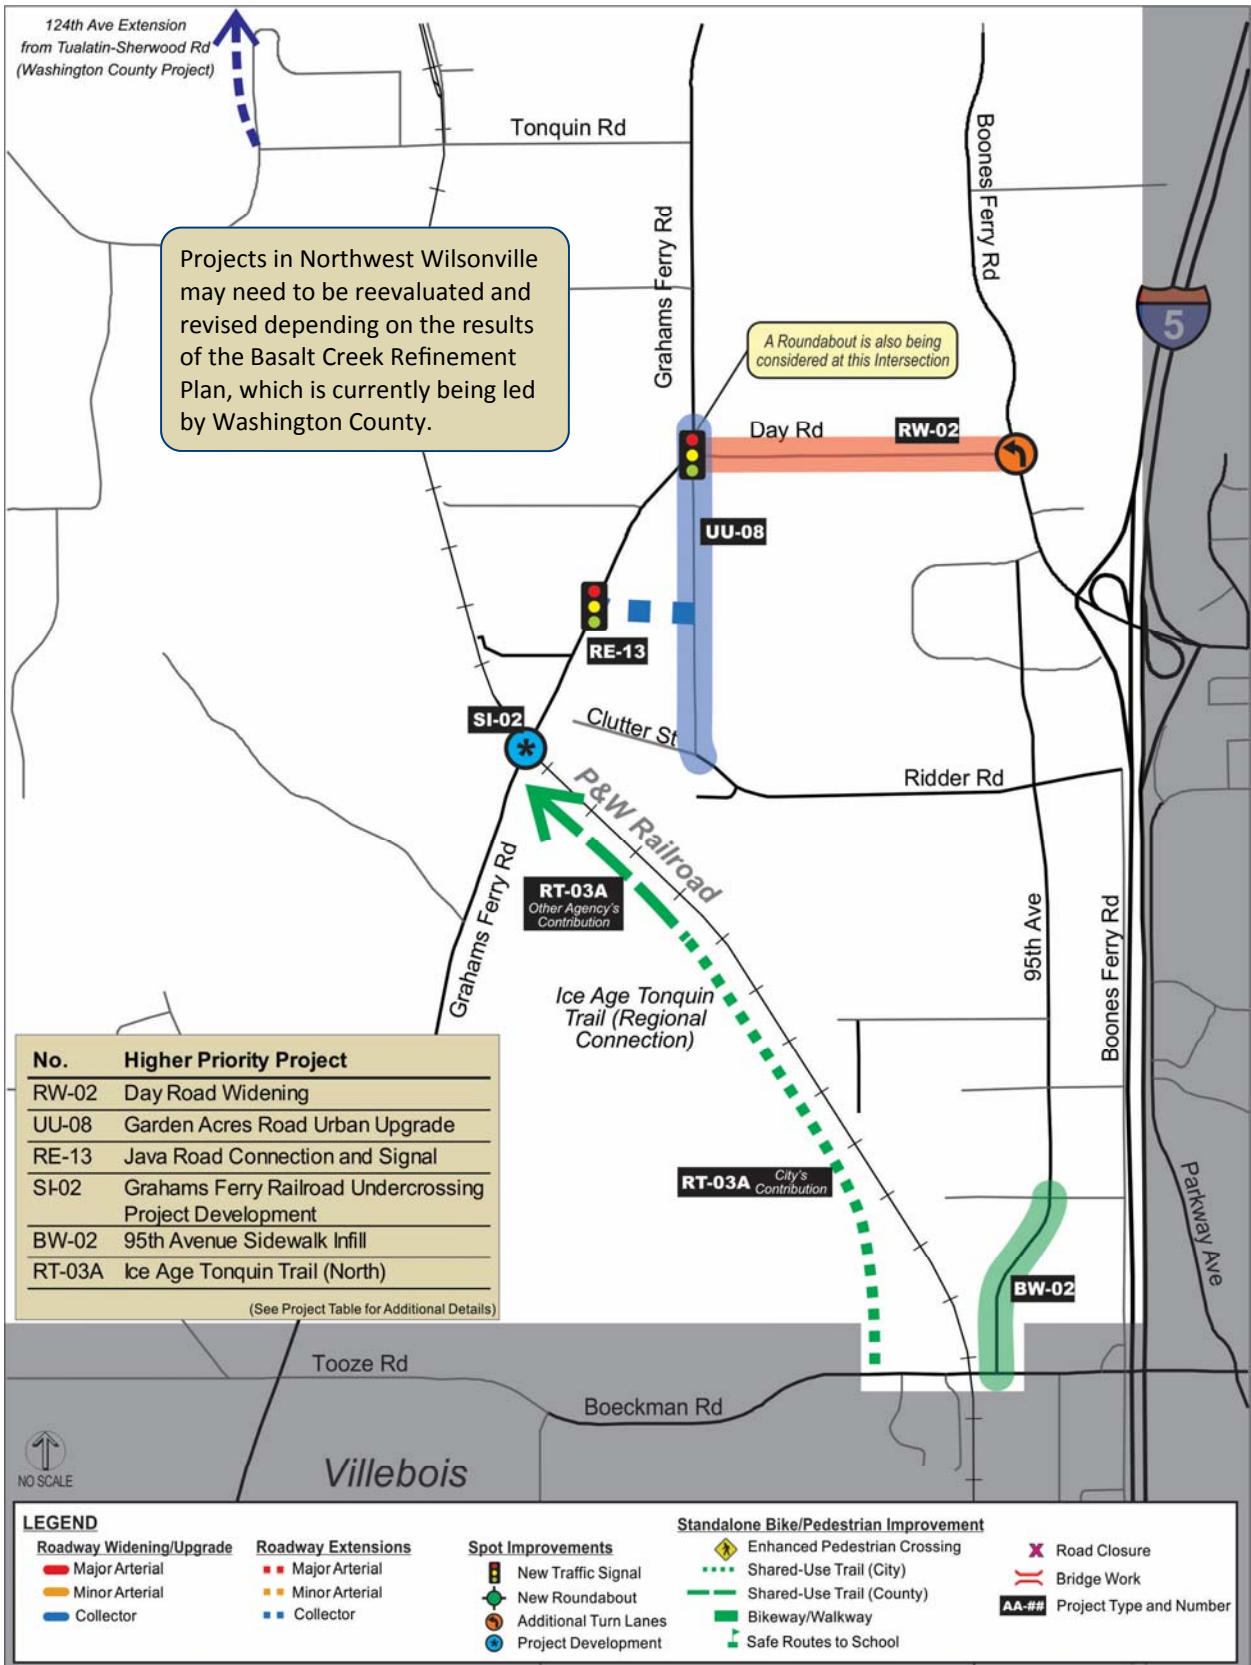 124th Ave Extension
from Tualatin-Sherwood Rd
(Washington County Project)
Tonquin Rd
Boones Ferry Rd
Grahams Ferry Rd
Projects in Northwest Wilsonville
may need to be reevaluated and
revised depending on the results
of the Basalt Creek Refinement
Plan, which is currently being led
by Washington County.
5
A Roundabout is also being
considered at this Intersection
Day Rd
RW-02
UU-08
RE-13
SI-02
Clutter St
P&W Railroad
Ridder Rd
RT-03A
Other Agency's
Contribution
Grahams Ferry Rd
95th Ave
Boones Ferry Rd
Ice Age Tonquin
Trail (Regional
Connection)
No. Higher Priority Project
RW-02 Day Road Widening
UU-08 Garden Acres Road Urban Upgrade
RE-13 Java Road Connection and Signal
SI-02 Grahams Ferry Railroad Undercrossing
Project Development
BW-02 95th Avenue Sidewalk Infill
RT-03A Ice Age Tonquin Trail (North)
(See Project Table for Additional Details)
RT-03A City's
Contribution
Parkway Ave
BW-02
Tooze Rd
Boeckman Rd
Villebois
NO SCALE
LEGEND
Roadway Widening/Upgrade
Major Arterial
Minor Arterial
Collector
Roadway Extensions
Major Arterial
Minor Arterial
Collector
Spot Improvements
New Traffic Signal
New Roundabout
Additional Turn Lanes
Project Development
Standalone Bike/Pedestrian Improvement
Enhanced Pedestrian Crossing
Shared-Use Trail (City)
Shared-Use Trail (County)
Bikeway/Walkway
Safe Routes to School
Road Closure
Bridge Work
AA-## Project Type and Number